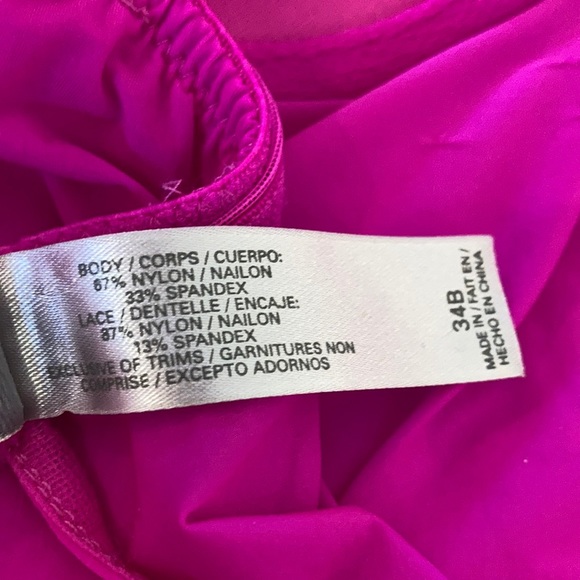 BODY / CORPS / CUERPO:
67% NYLON / NAILON
33% SPANDEX
LACE / DENTELLE / ENCAJE:
87% NYLON / NAILON
13% SPANDEX
EXCLUSIVE OF TRIMS / GARNITURES NON
COMPRISE / EXCEPTO ADORNOS
34B
MADE IN / FAIT EN /
HECHO EN CHINA